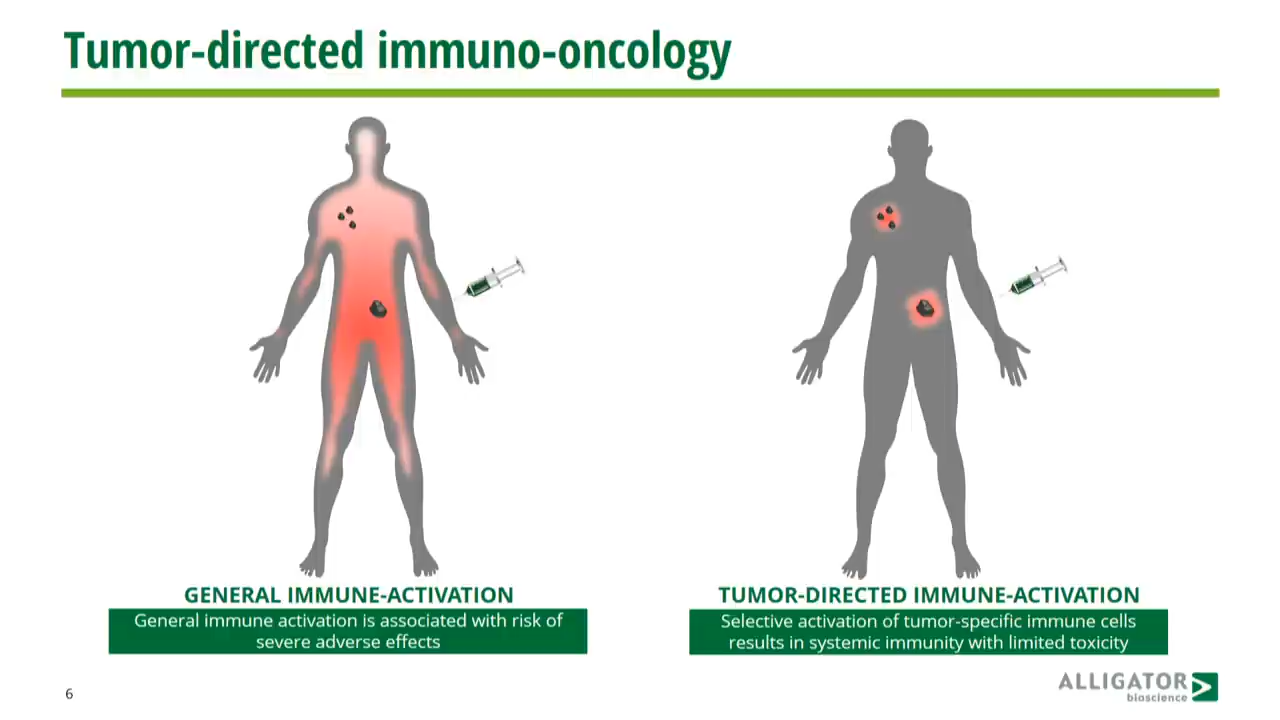 Tumor-directed immuno-oncology
GENERAL IMMUNE-ACTIVATION
General immune activation is associated with risk of
severe adverse effects
TUMOR-DIRECTED IMMUNE-ACTIVATION
Selective activation of tumor-specific immune cells
results in systemic immunity with limited toxicity
6
ALLIGATOR
bioscience